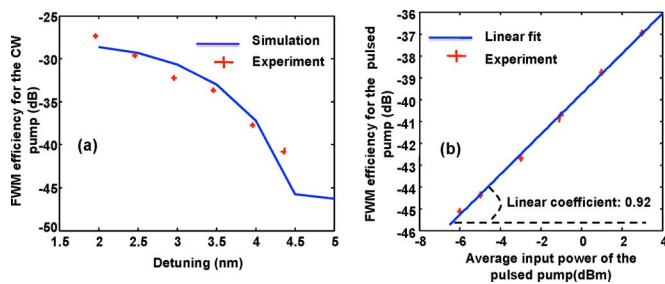 FWM efficiency for the CW
pump (dB)
-25
-30
-35
-40
-45
-50
1.5 2 2.5 3 3.5 4 4.5 5
Detuning (nm)
Simulation
Experiment
(a)
FWM efficiency for the pulsed
pump (dB)
-36
-37
-38
-39
-40
-41
-42
-43
-44
-45
-46
-8 -6 -4 -2 0 2 4
Average input power of the
pulsed pump(dBm)
Linear fit
Experiment
(b)
Linear coefficient: 0.92